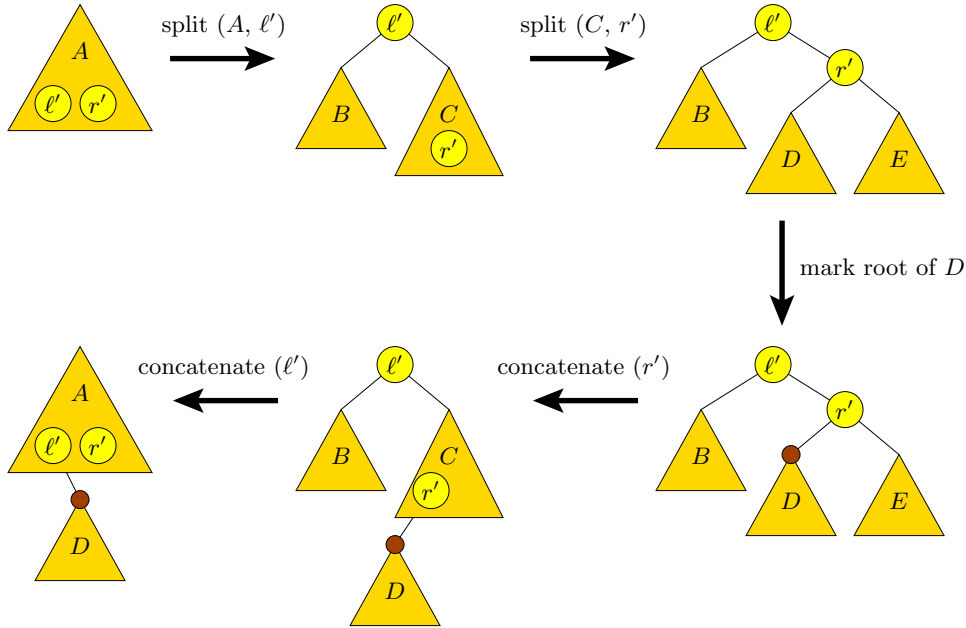 split (A, ℓ′)
split (C, r′)
A
ℓ′ r′
ℓ′
B
C
r′
ℓ′
r′
B
D
E
mark root of D
concatenate (ℓ′)
concatenate (r′)
A
ℓ′ r′
D
ℓ′
B
C
r′
D
ℓ′
r′
B
D
E